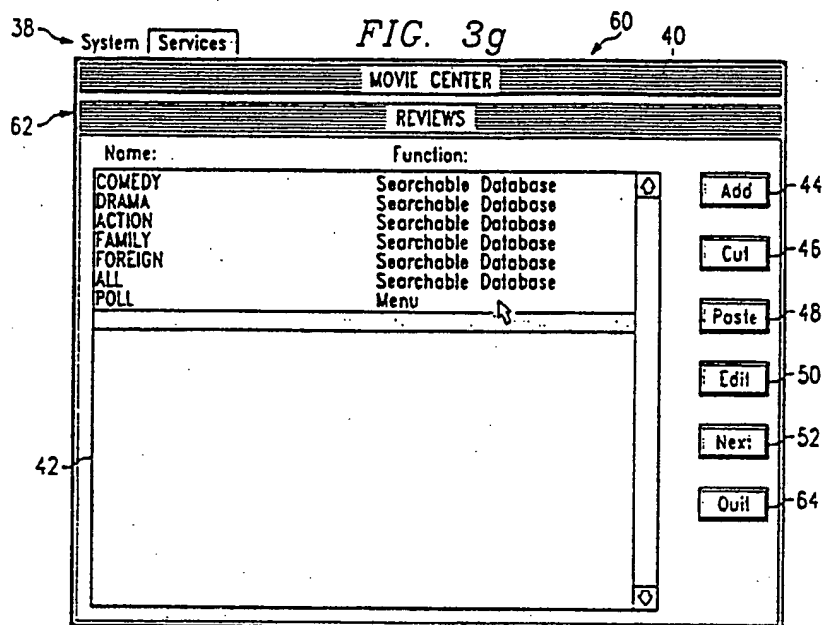 FIG. 3g
38
System Services
60
40
MOVIE CENTER
62
REVIEWS
Name: Function:
COMEDY Searchable Database
DRAMA Searchable Database
ACTION Searchable Database
FAMILY Searchable Database
FOREIGN Searchable Database
ALL Searchable Database
POLL Menu
Add 44
Cut 46
Paste 48
Edit 50
Next 52
42
Quit 64